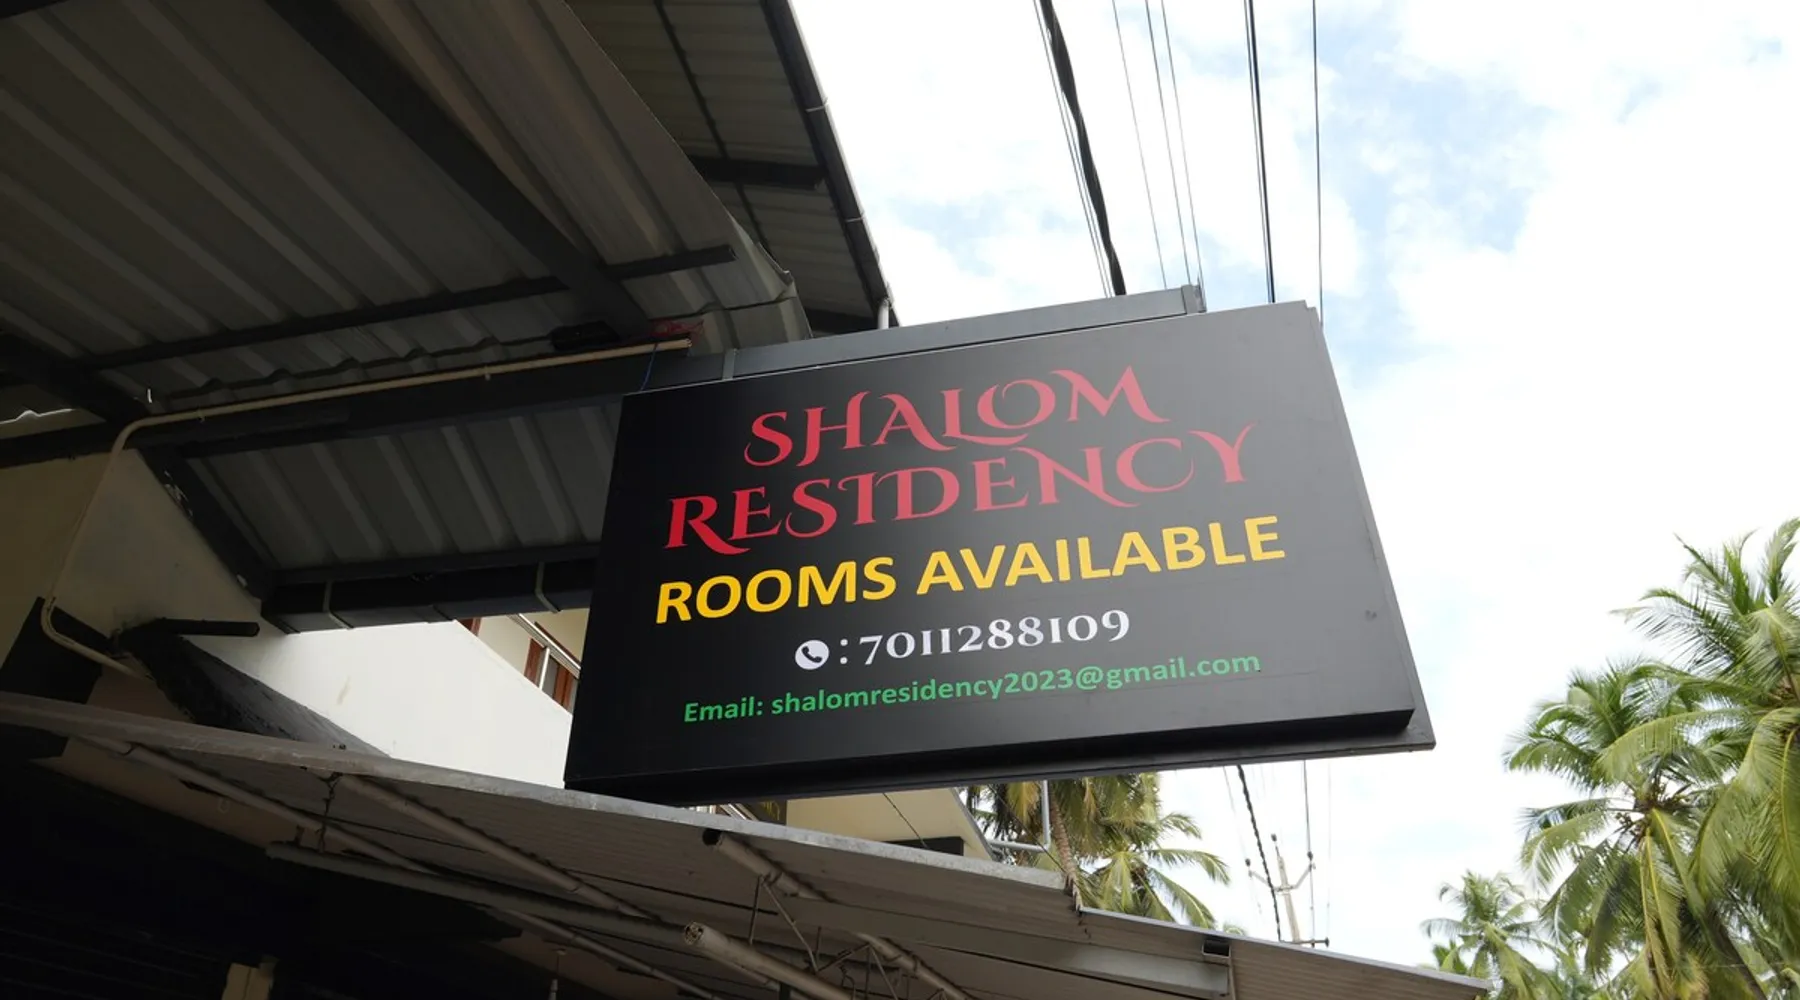 SHALOM
RESIDENCY
ROOMS AVAILABLE
: 7011288109
Email: shalomresidency2023@gmail.com